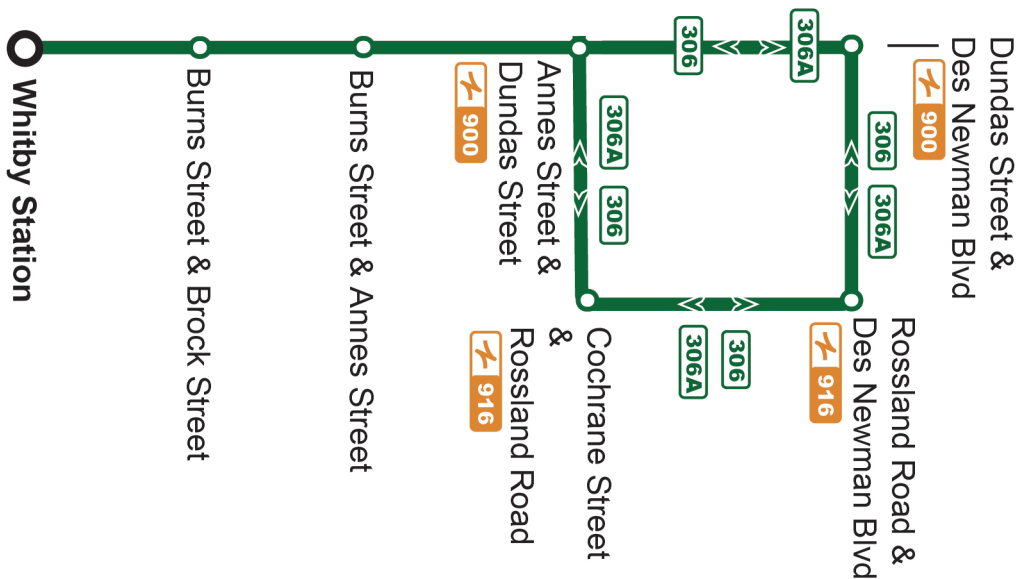 Dundas Street &
Des Newman Blvd
900
306
306A
306
306A
Rossland Road &
Des Newman Blvd
916
306
306A
306A
306
Cochrane Street
&
Rossland Road
916
Annes Street &
Dundas Street
900
Burns Street & Annes Street
Burns Street & Brock Street
Whitby Station